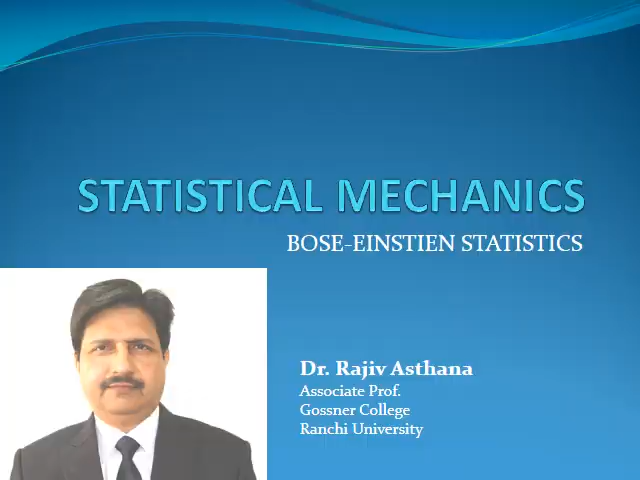 STATISTICAL MECHANICS
BOSE-EINSTIEN STATISTICS
Dr. Rajiv Asthana
Associate Prof.
Gossner College
Ranchi University